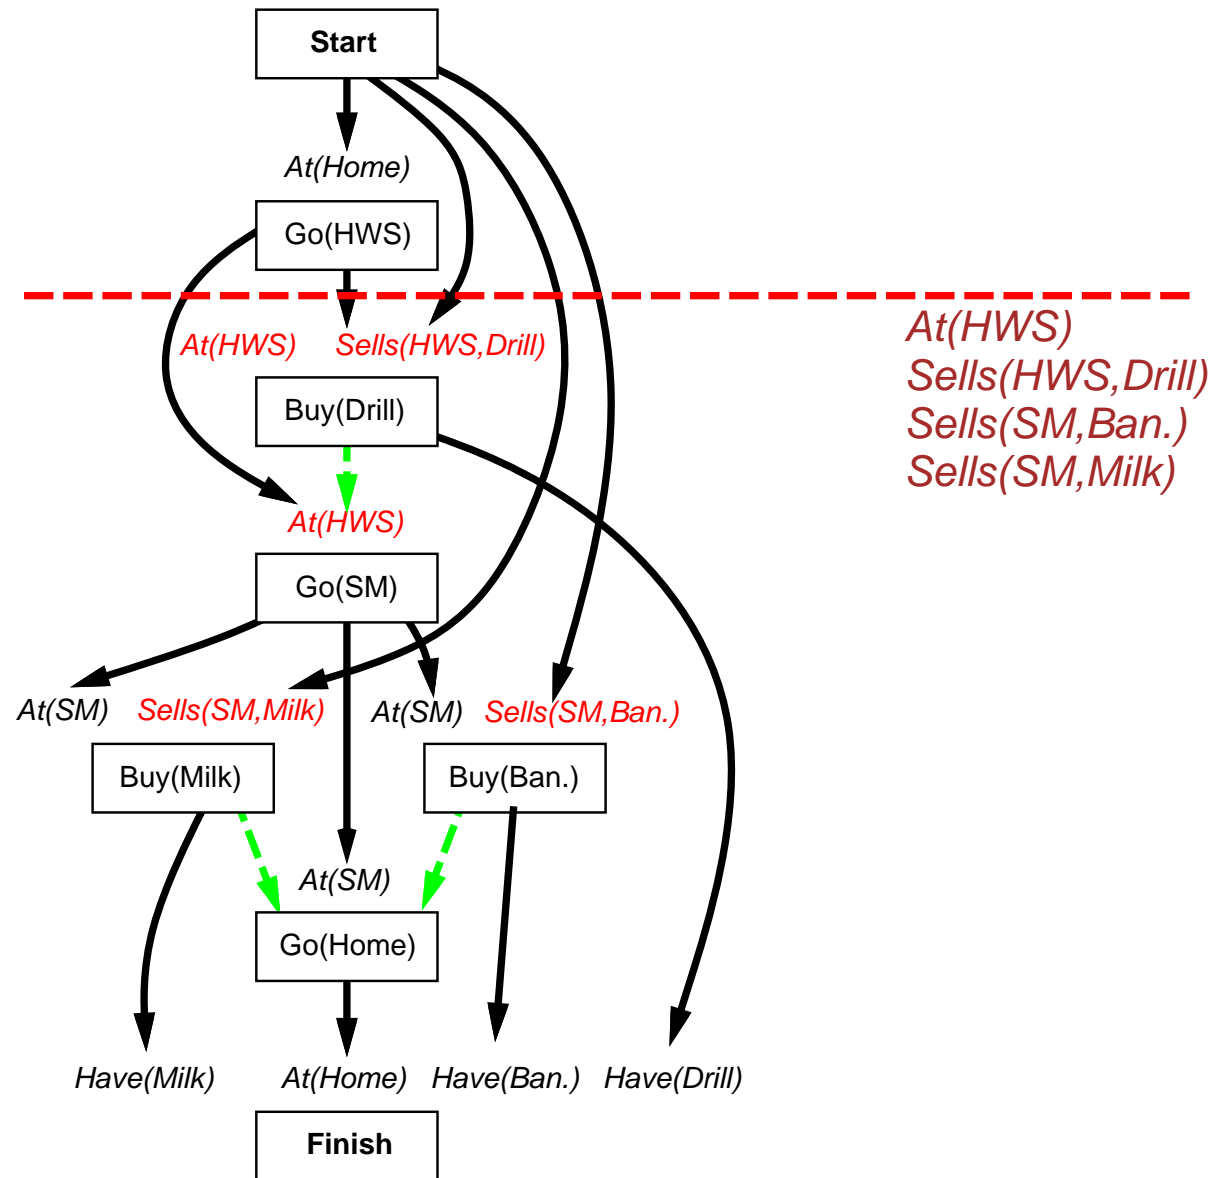 Start
At(Home)
Go(HWS)
At(HWS) Sells(HWS,Drill)
At(HWS)
Sells(HWS,Drill)
Sells(SM,Ban.)
Sells(SM,Milk)
Buy(Drill)
At(HWS)
Go(SM)
At(SM) Sells(SM,Milk) At(SM) Sells(SM,Ban.)
Buy(Milk) Buy(Ban.)
At(SM)
Go(Home)
Have(Milk) At(Home) Have(Ban.) Have(Drill)
Finish